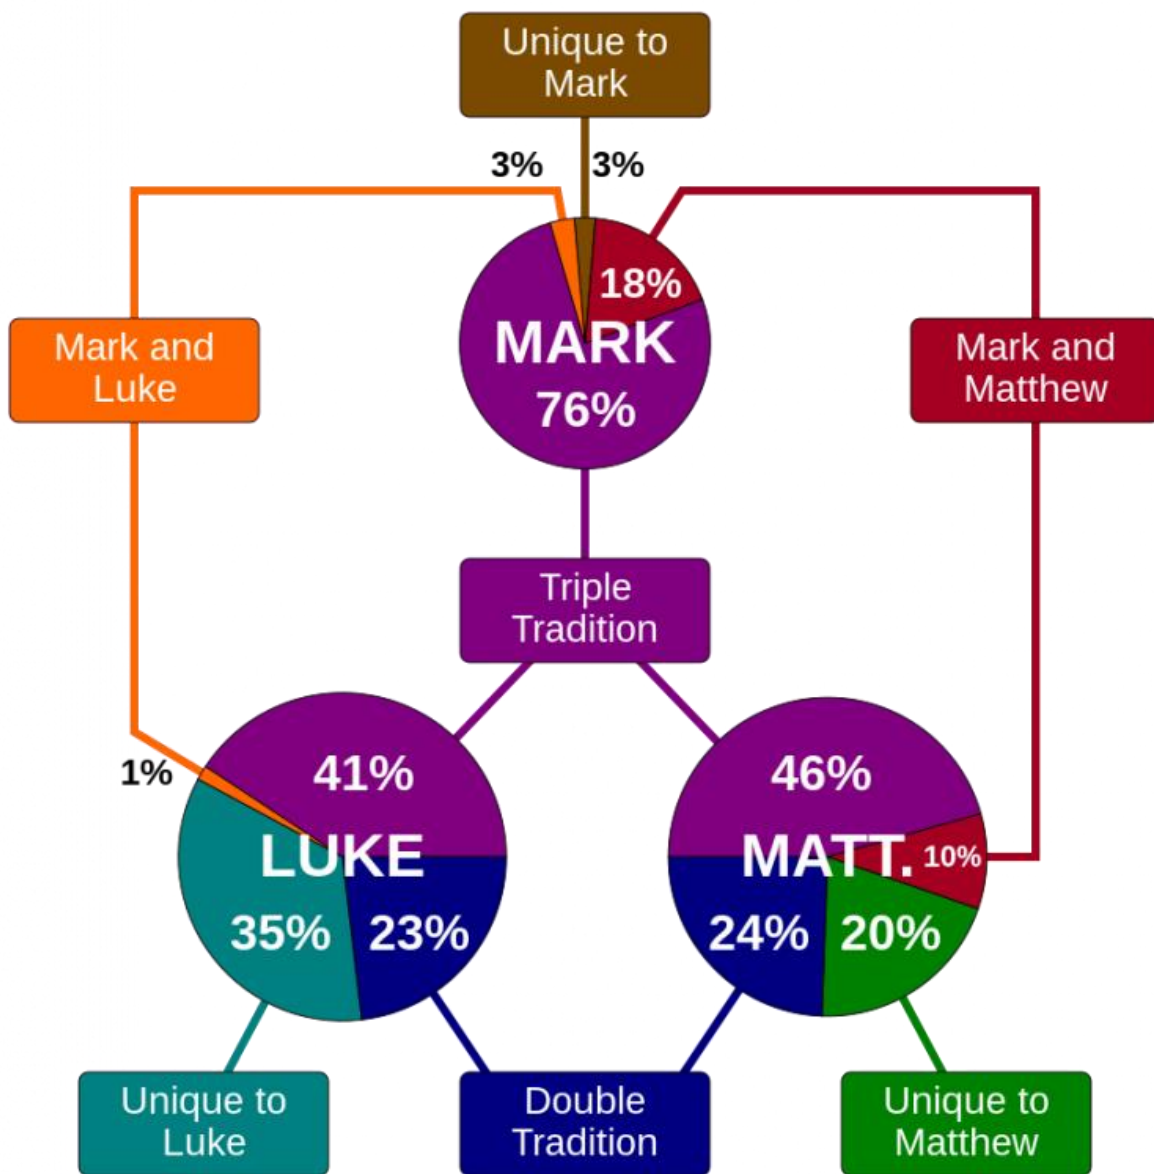 Unique to
Mark
3%
3%
18%
MARK
76%
Mark and
Luke
Mark and
Matthew
Triple
Tradition
1%
41%
LUKE
35%
23%
46%
MATT.
10%
24%
20%
Unique to
Luke
Double
Tradition
Unique to
Matthew